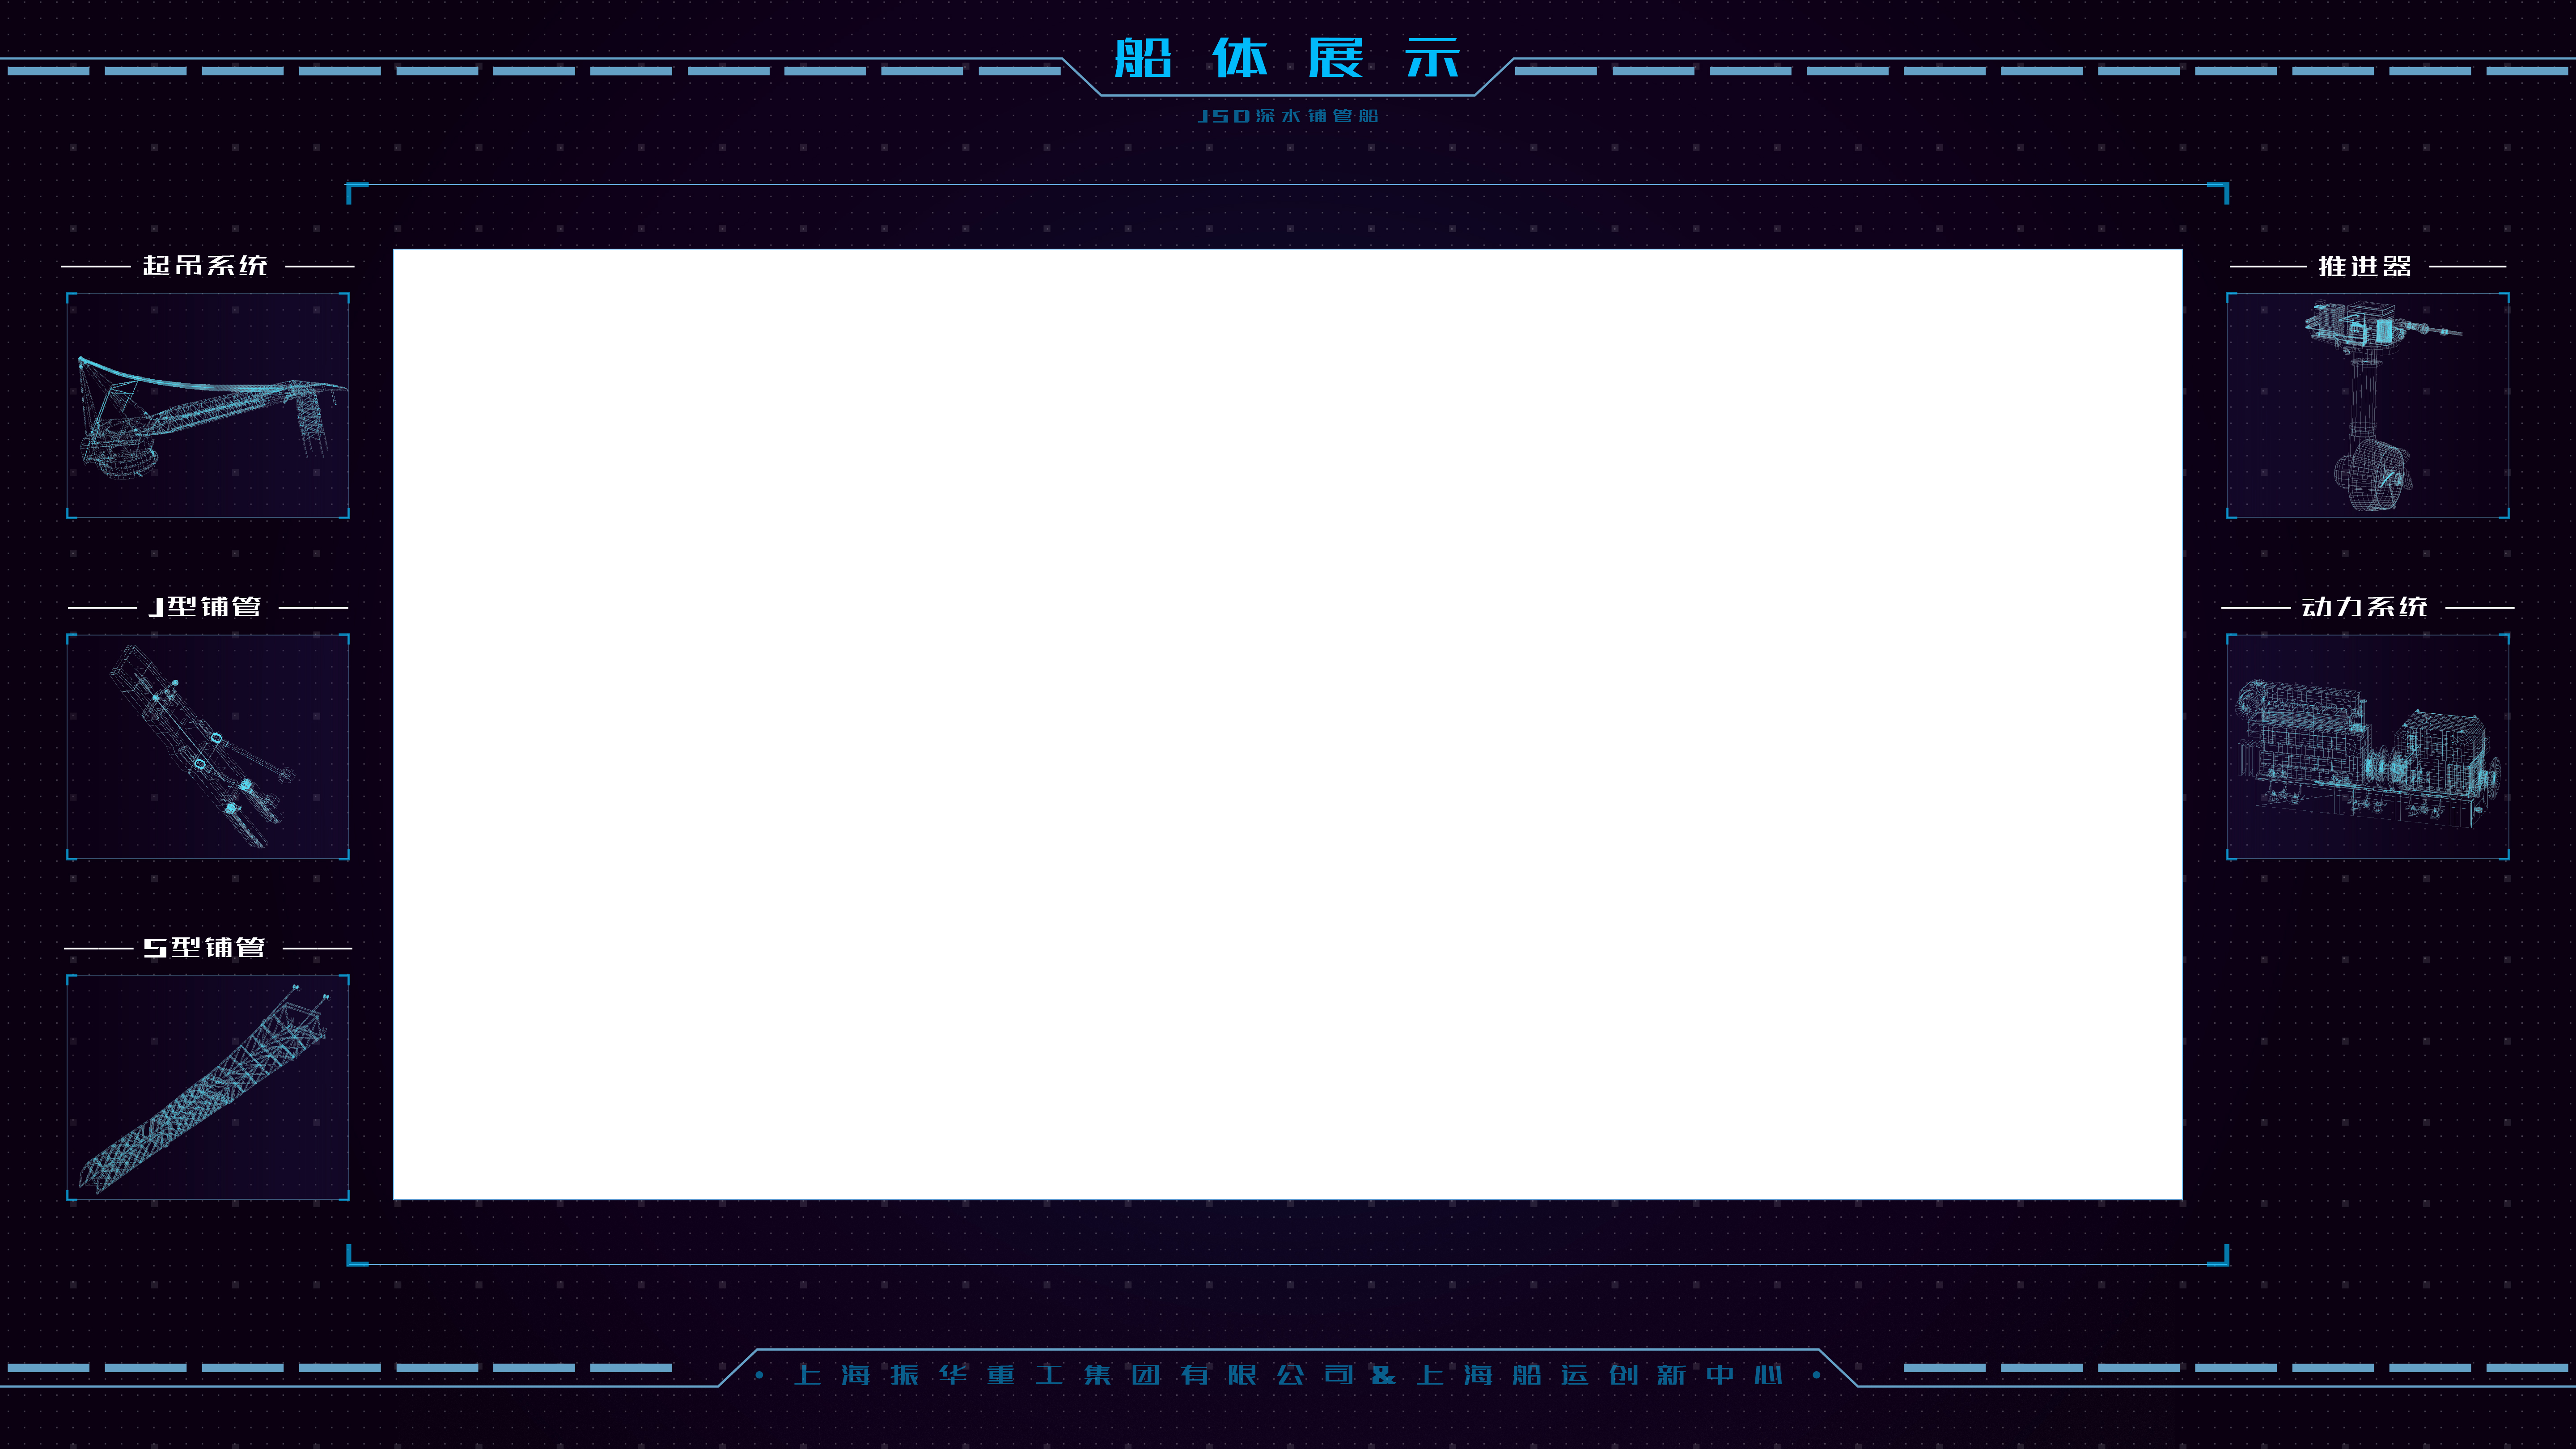 船体展示
JSD深水铺管船
起吊系统
J型铺管
S型铺管
推进器
动力系统
·上海振华重工集团有限公司&上海船运创新中心·